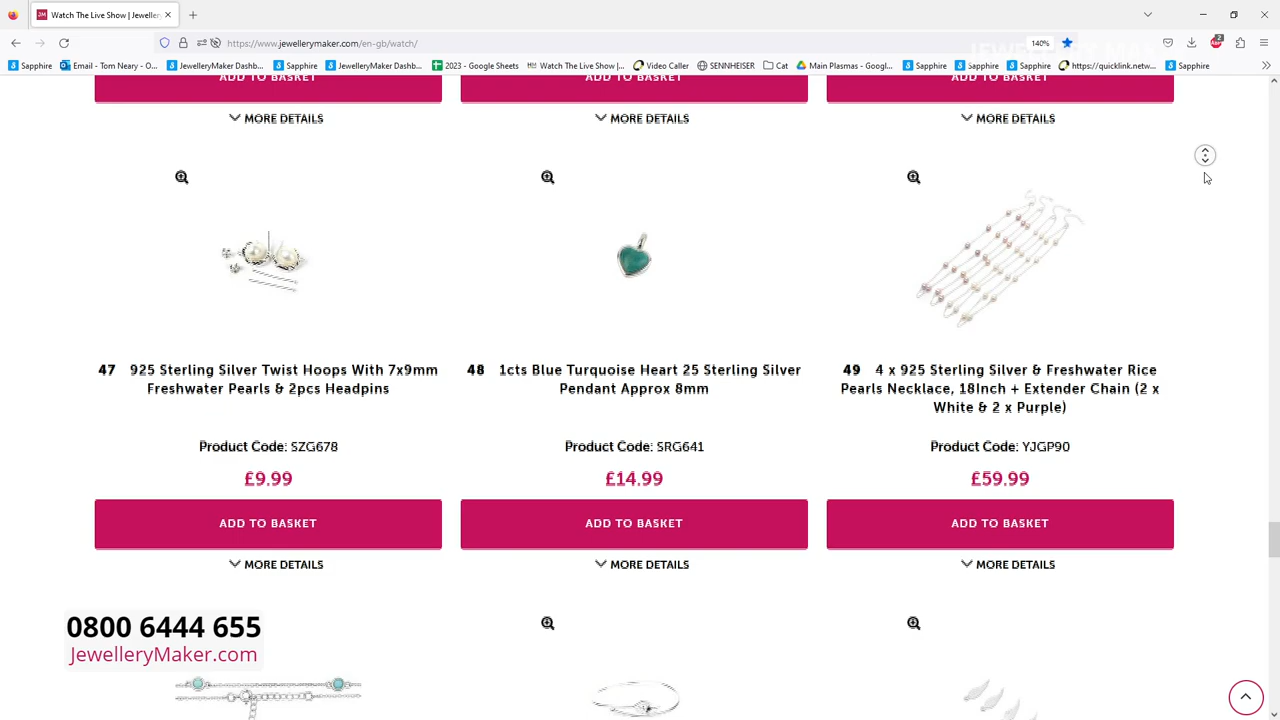 Watch The Live Show | Jeweller
https://www.jewellerymaker.com/en-gb/watch/
140%
2
Sapphire
Email - Tom Neary - O...
JewelleryMaker Dashb...
Sapphire
JewelleryMaker Dashb...
2023 - Google Sheets
Watch The Live Show |...
Video Caller
SENNHEISER
Cat
Main Plasmas - Googl...
Sapphire
Sapphire
Sapphire
https://quicklink.netw...
Sapphire
ADD TO BASKET
ADD TO BASKET
ADD TO BASKET
MORE DETAILS
MORE DETAILS
MORE DETAILS
47 925 Sterling Silver Twist Hoops With 7x9mm
Freshwater Pearls & 2pcs Headpins
Product Code: SZG678
£9.99
ADD TO BASKET
MORE DETAILS
48 1cts Blue Turquoise Heart 25 Sterling Silver
Pendant Approx 8mm
Product Code: SRG641
£14.99
ADD TO BASKET
MORE DETAILS
49 4 x 925 Sterling Silver & Freshwater Rice
Pearls Necklace, 18Inch + Extender Chain (2 x
White & 2 x Purple)
Product Code: YJGP90
£59.99
ADD TO BASKET
MORE DETAILS
0800 6444 655
JewelleryMaker.com